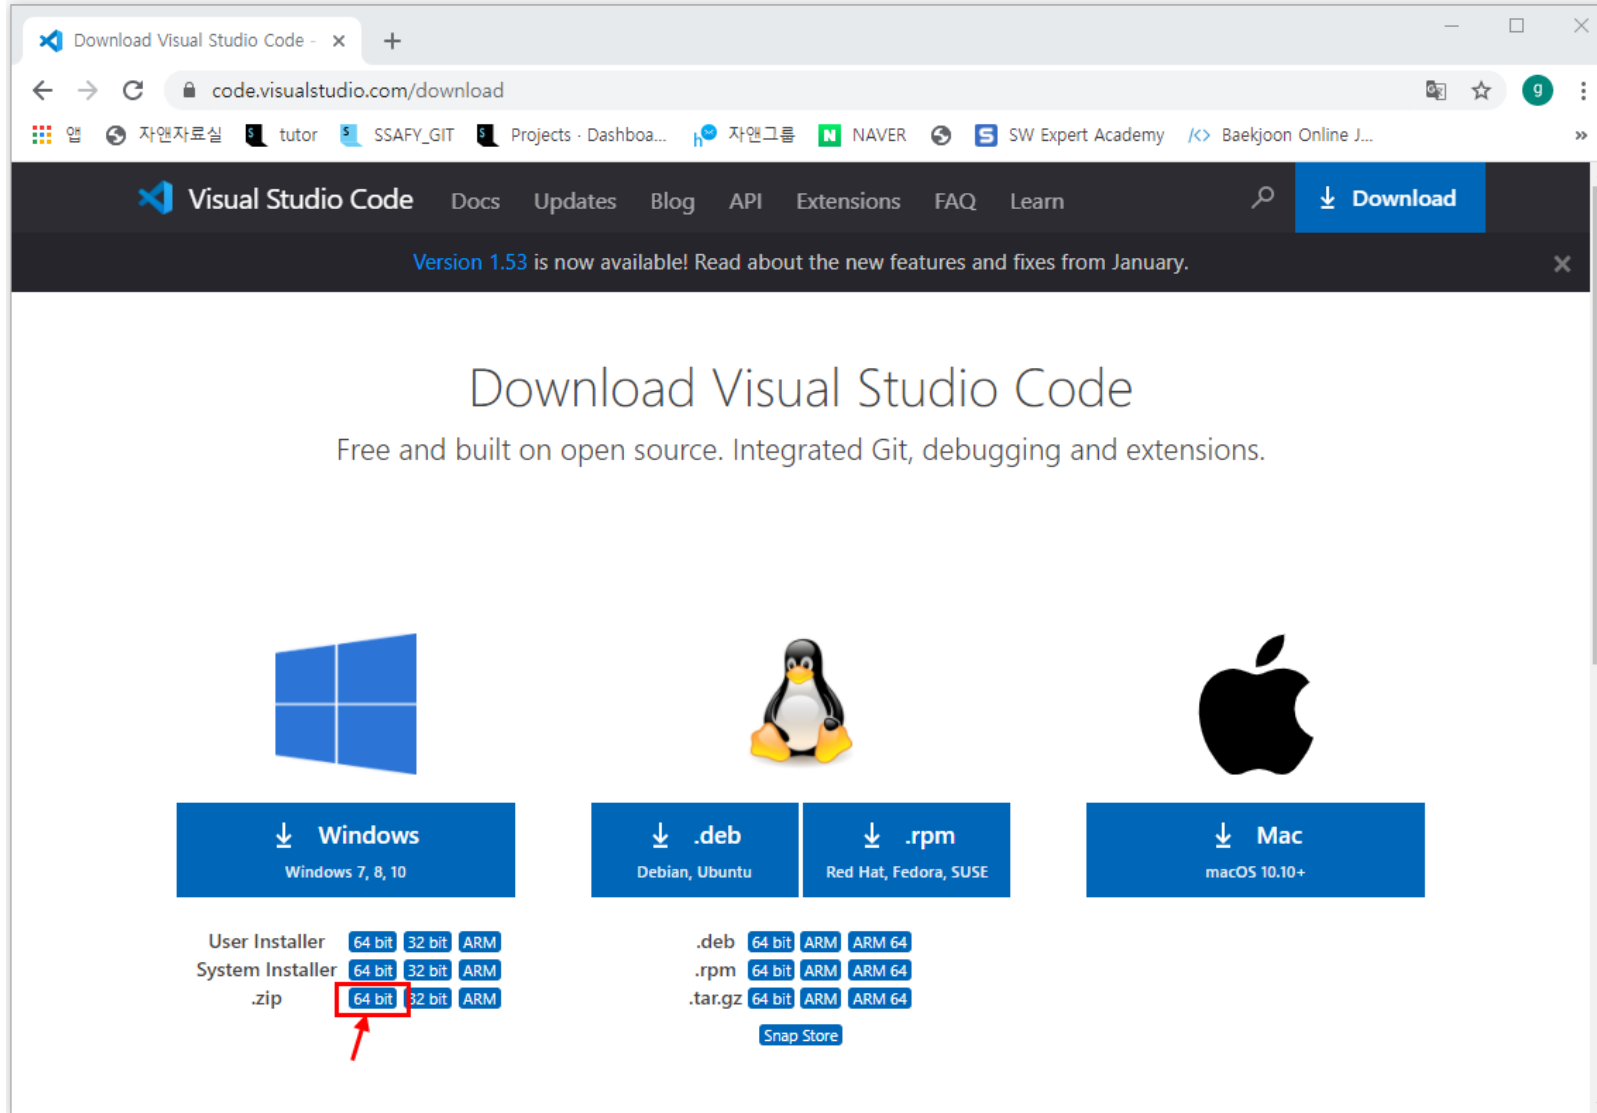 Download Visual Studio Code -
code.visualstudio.com/download
g
앱 자앤자료실 tutor SSAFY_GIT Projects · Dashboa... 자앤그룹 NAVER SW Expert Academy Baekjoon Online J...
Visual Studio Code Docs Updates Blog API Extensions FAQ Learn Download
Version 1.53 is now available! Read about the new features and fixes from January.
Download Visual Studio Code
Free and built on open source. Integrated Git, debugging and extensions.
Windows
Windows 7, 8, 10
.deb
Debian, Ubuntu
.rpm
Red Hat, Fedora, SUSE
Mac
macOS 10.10+
User Installer 64 bit 32 bit ARM
System Installer 64 bit 32 bit ARM
.zip 64 bit 32 bit ARM
.deb 64 bit ARM ARM 64
.rpm 64 bit ARM ARM 64
.tar.gz 64 bit ARM ARM 64
Snap Store